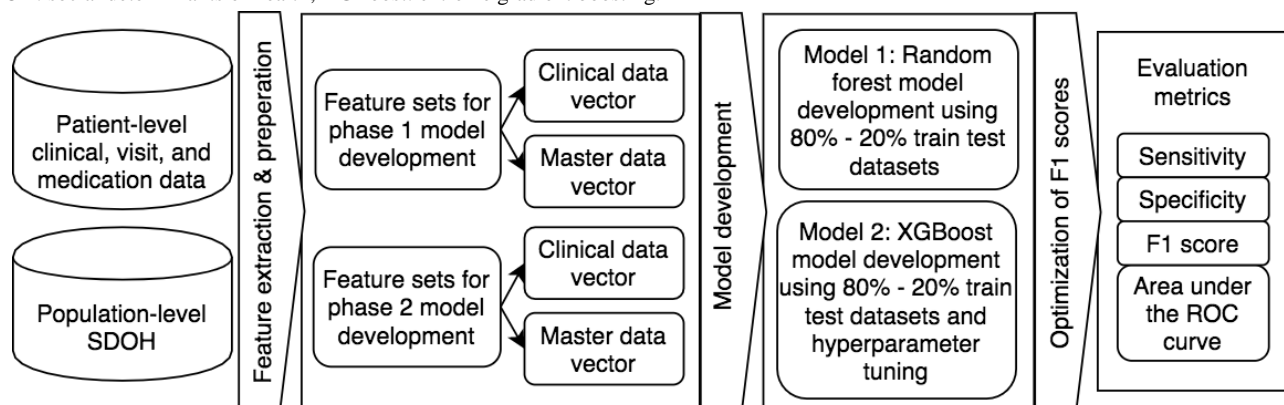 Patient-level
clinical, visit, and
medication data
Population-level
SDOH
Feature extraction & preperation
Feature sets for
phase 1 model
development
Clinical data
vector
Master data
vector
Feature sets for
phase 2 model
development
Clinical data
vector
Master data
vector
Model development
Model 1: Random
forest model
development using
80% - 20% train test
datasets
Model 2: XGBoost
model development
using 80% - 20% train
test datasets and
hyperparameter
tuning
Optimization of F1 scores
Evaluation
metrics
Sensitivity
Specificity
F1 score
Area under
the ROC
curve